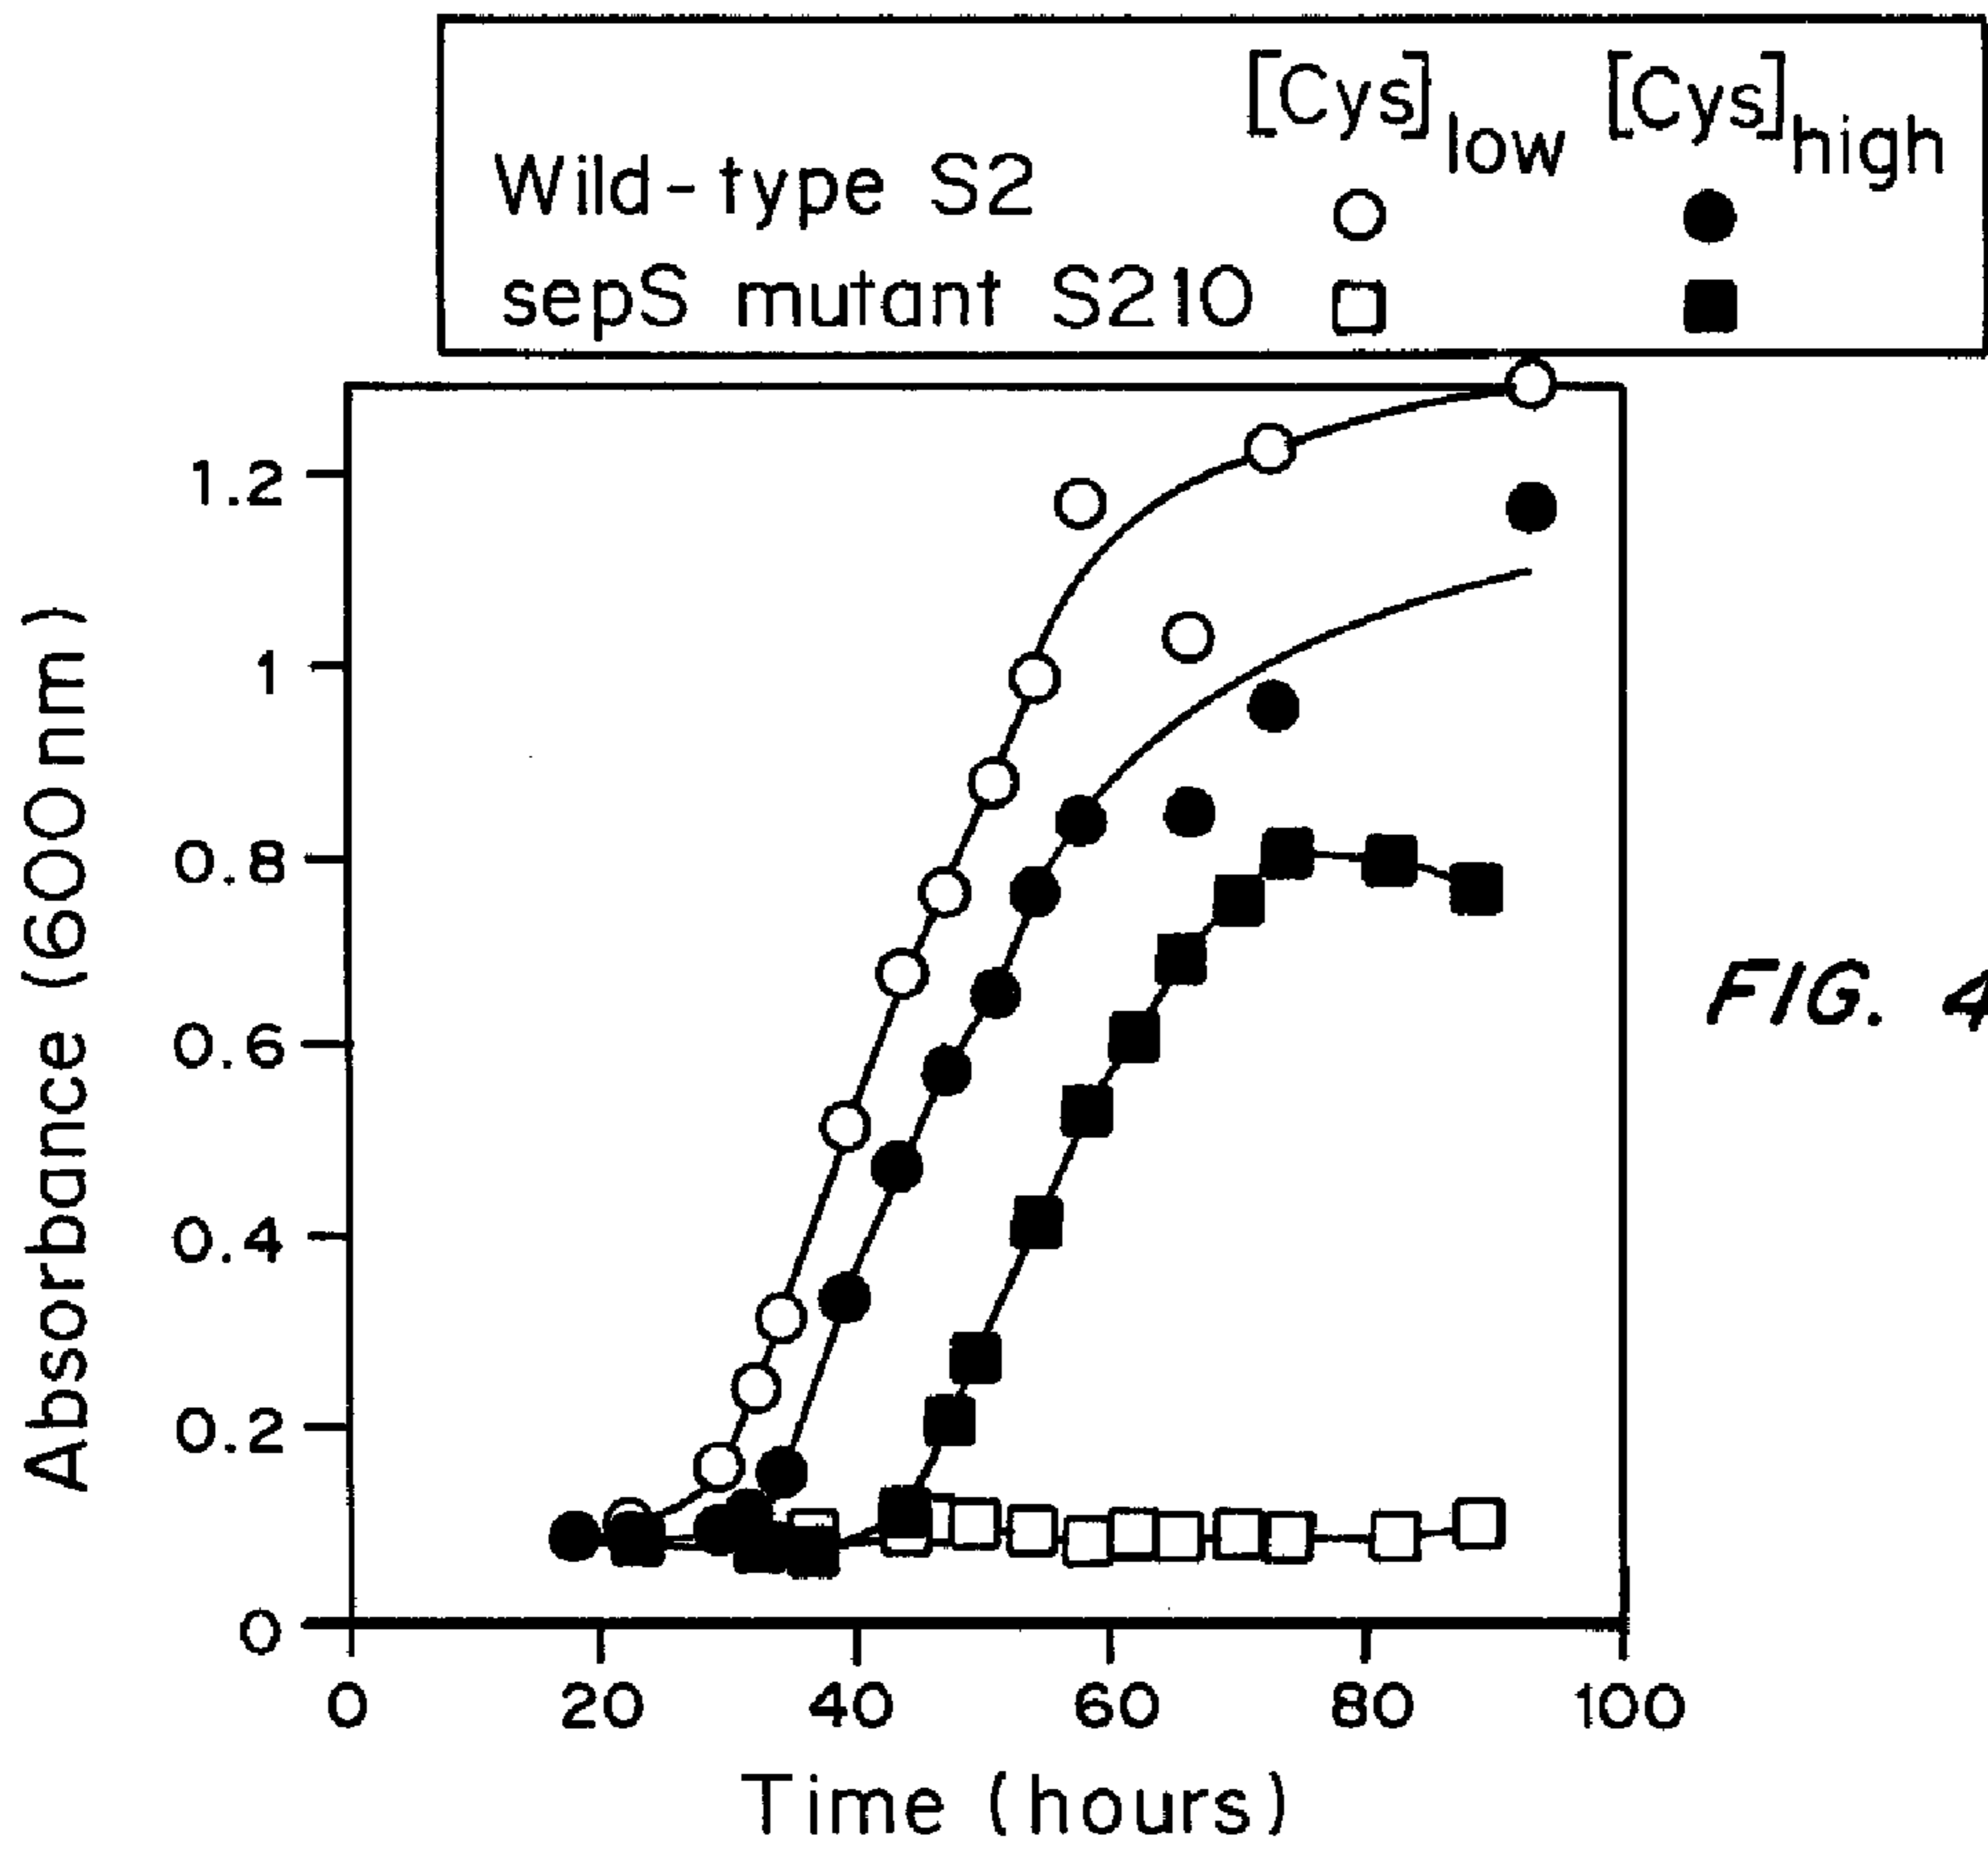 [Cys]low [Cys]high
Wild-type S2
sepS mutant S210
Absorbance (600nm)
1.2
1
0.8
0.6
0.4
0.2
0
0 20 40 60 80 100
Time (hours)
FIG. 4